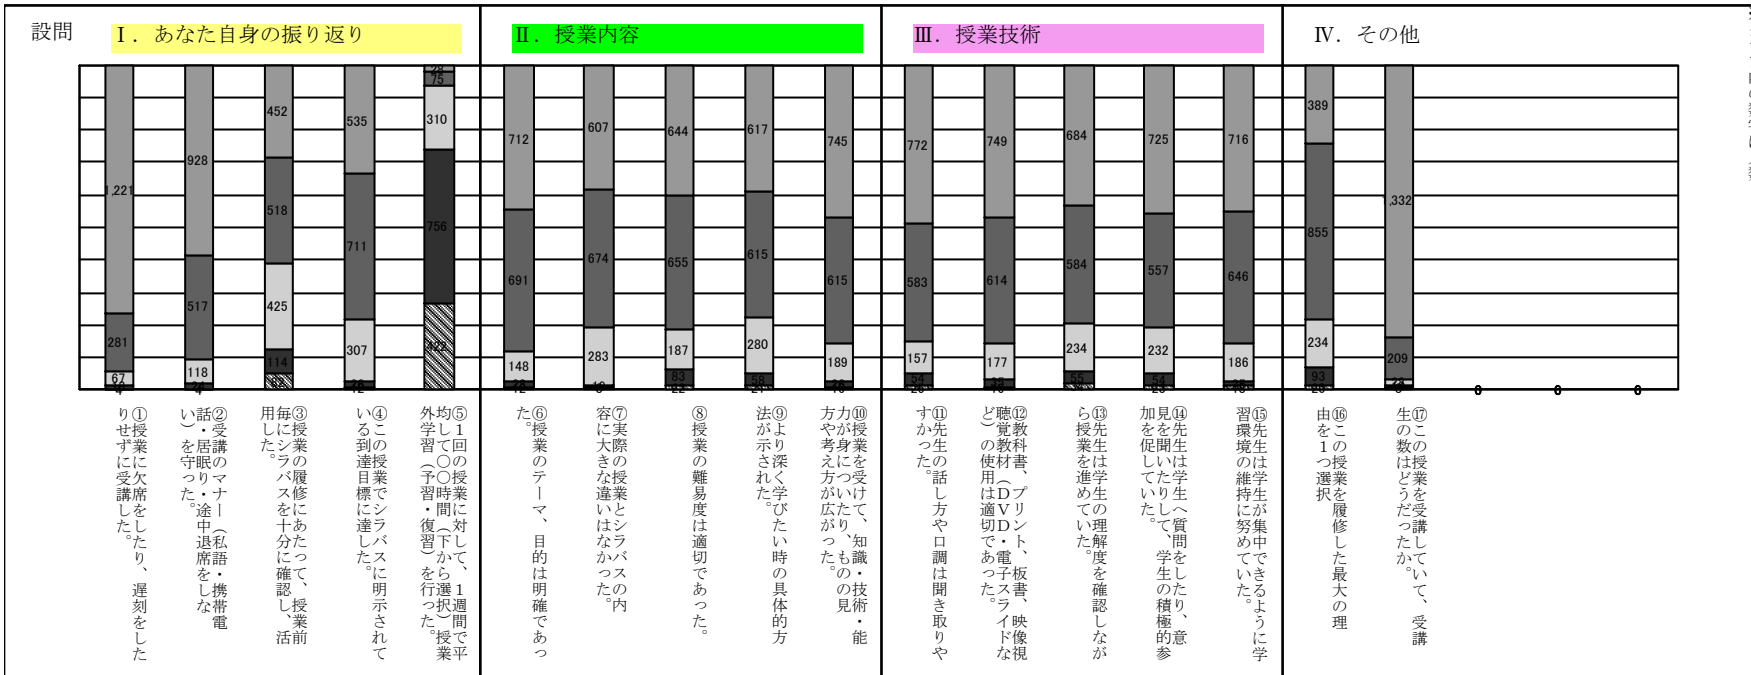 設問
Ⅰ．あなた自身の振り返り
Ⅱ．授業内容
Ⅲ．授業技術
Ⅳ．その他
1,221
281
67
4
928
517
118
4
452
518
425
114
82
535
711
307
12
28
75
310
756
422
712
691
148
12
607
674
283
644
655
187
83
22
617
615
280
58
21
745
615
189
772
583
157
54
749
614
177
684
584
234
55
725
557
232
54
23
716
646
186
389
855
234
93
209
0
0
0
①授業に欠席をしたり、遅刻をした
りせずに受講した。
②受講のマナー（私語・携帯電
話・居眠り・途中退席をしな
い）を守った。
③授業の履修にあたって、授業前
毎にシラバスを十分に確認し、活
用した。
④この授業でシラバスに明示されて
いる到達目標に達した。
⑤１回の授業に対して、１週間で平
均して〇〇時間（下から選択）授業
外学習（予習・復習）を行った。
⑥授業のテーマ、目的は明確であっ
た。
⑦実際の授業とシラバスの内
容に大きな違いはなかった。
⑧授業の難易度は適切であった。
⑨より深く学びたい時の具体的方
法が示された。
⑩授業を受けて、知識・技術・能
力が身についたり、ものの見
方や考え方が広がった。
⑪先生の話し方や口調は聞き取りや
すかった。
⑫教科書、プリント、板書、映像視
聴覚教材（ＤＶＤ・電子スライドな
ど）の使用は適切であった。
⑬先生は学生の理解度を確認しなが
ら授業を進めていた。
⑭先生は学生へ質問をしたり、意
見を聞いたりして、学生の積極的参
加を促していた。
⑮先生は学生が集中できるように学
習環境の維持に努めていた。
⑯この授業を履修した最大の理
由を１つ選択
⑰この授業を受講していて、受講
生の数はどうだったか。